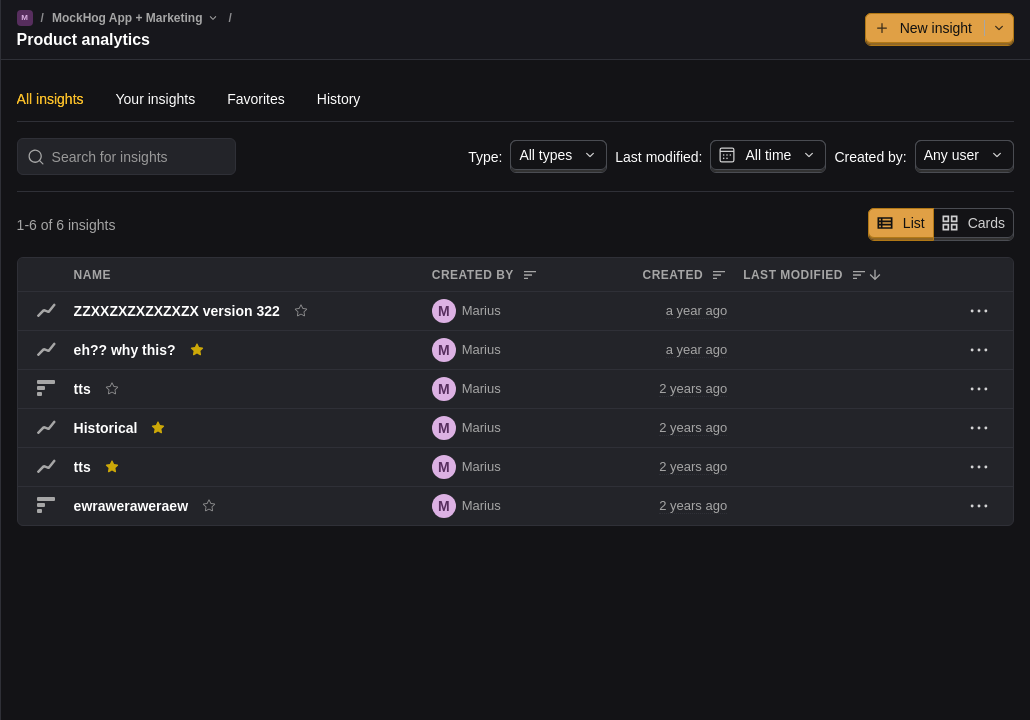 M / MockHog App + Marketing /
Product analytics
New insight
All insights Your insights Favorites History
Search for insights Type: All types Last modified: All time Created by: Any user
1-6 of 6 insights List Cards
NAME CREATED BY CREATED LAST MODIFIED
ZZXXZXZXZXZXZX version 322 M Marius a year ago
eh?? why this? M Marius a year ago
tts M Marius 2 years ago
Historical M Marius 2 years ago
tts M Marius 2 years ago
ewraweraweraew M Marius 2 years ago